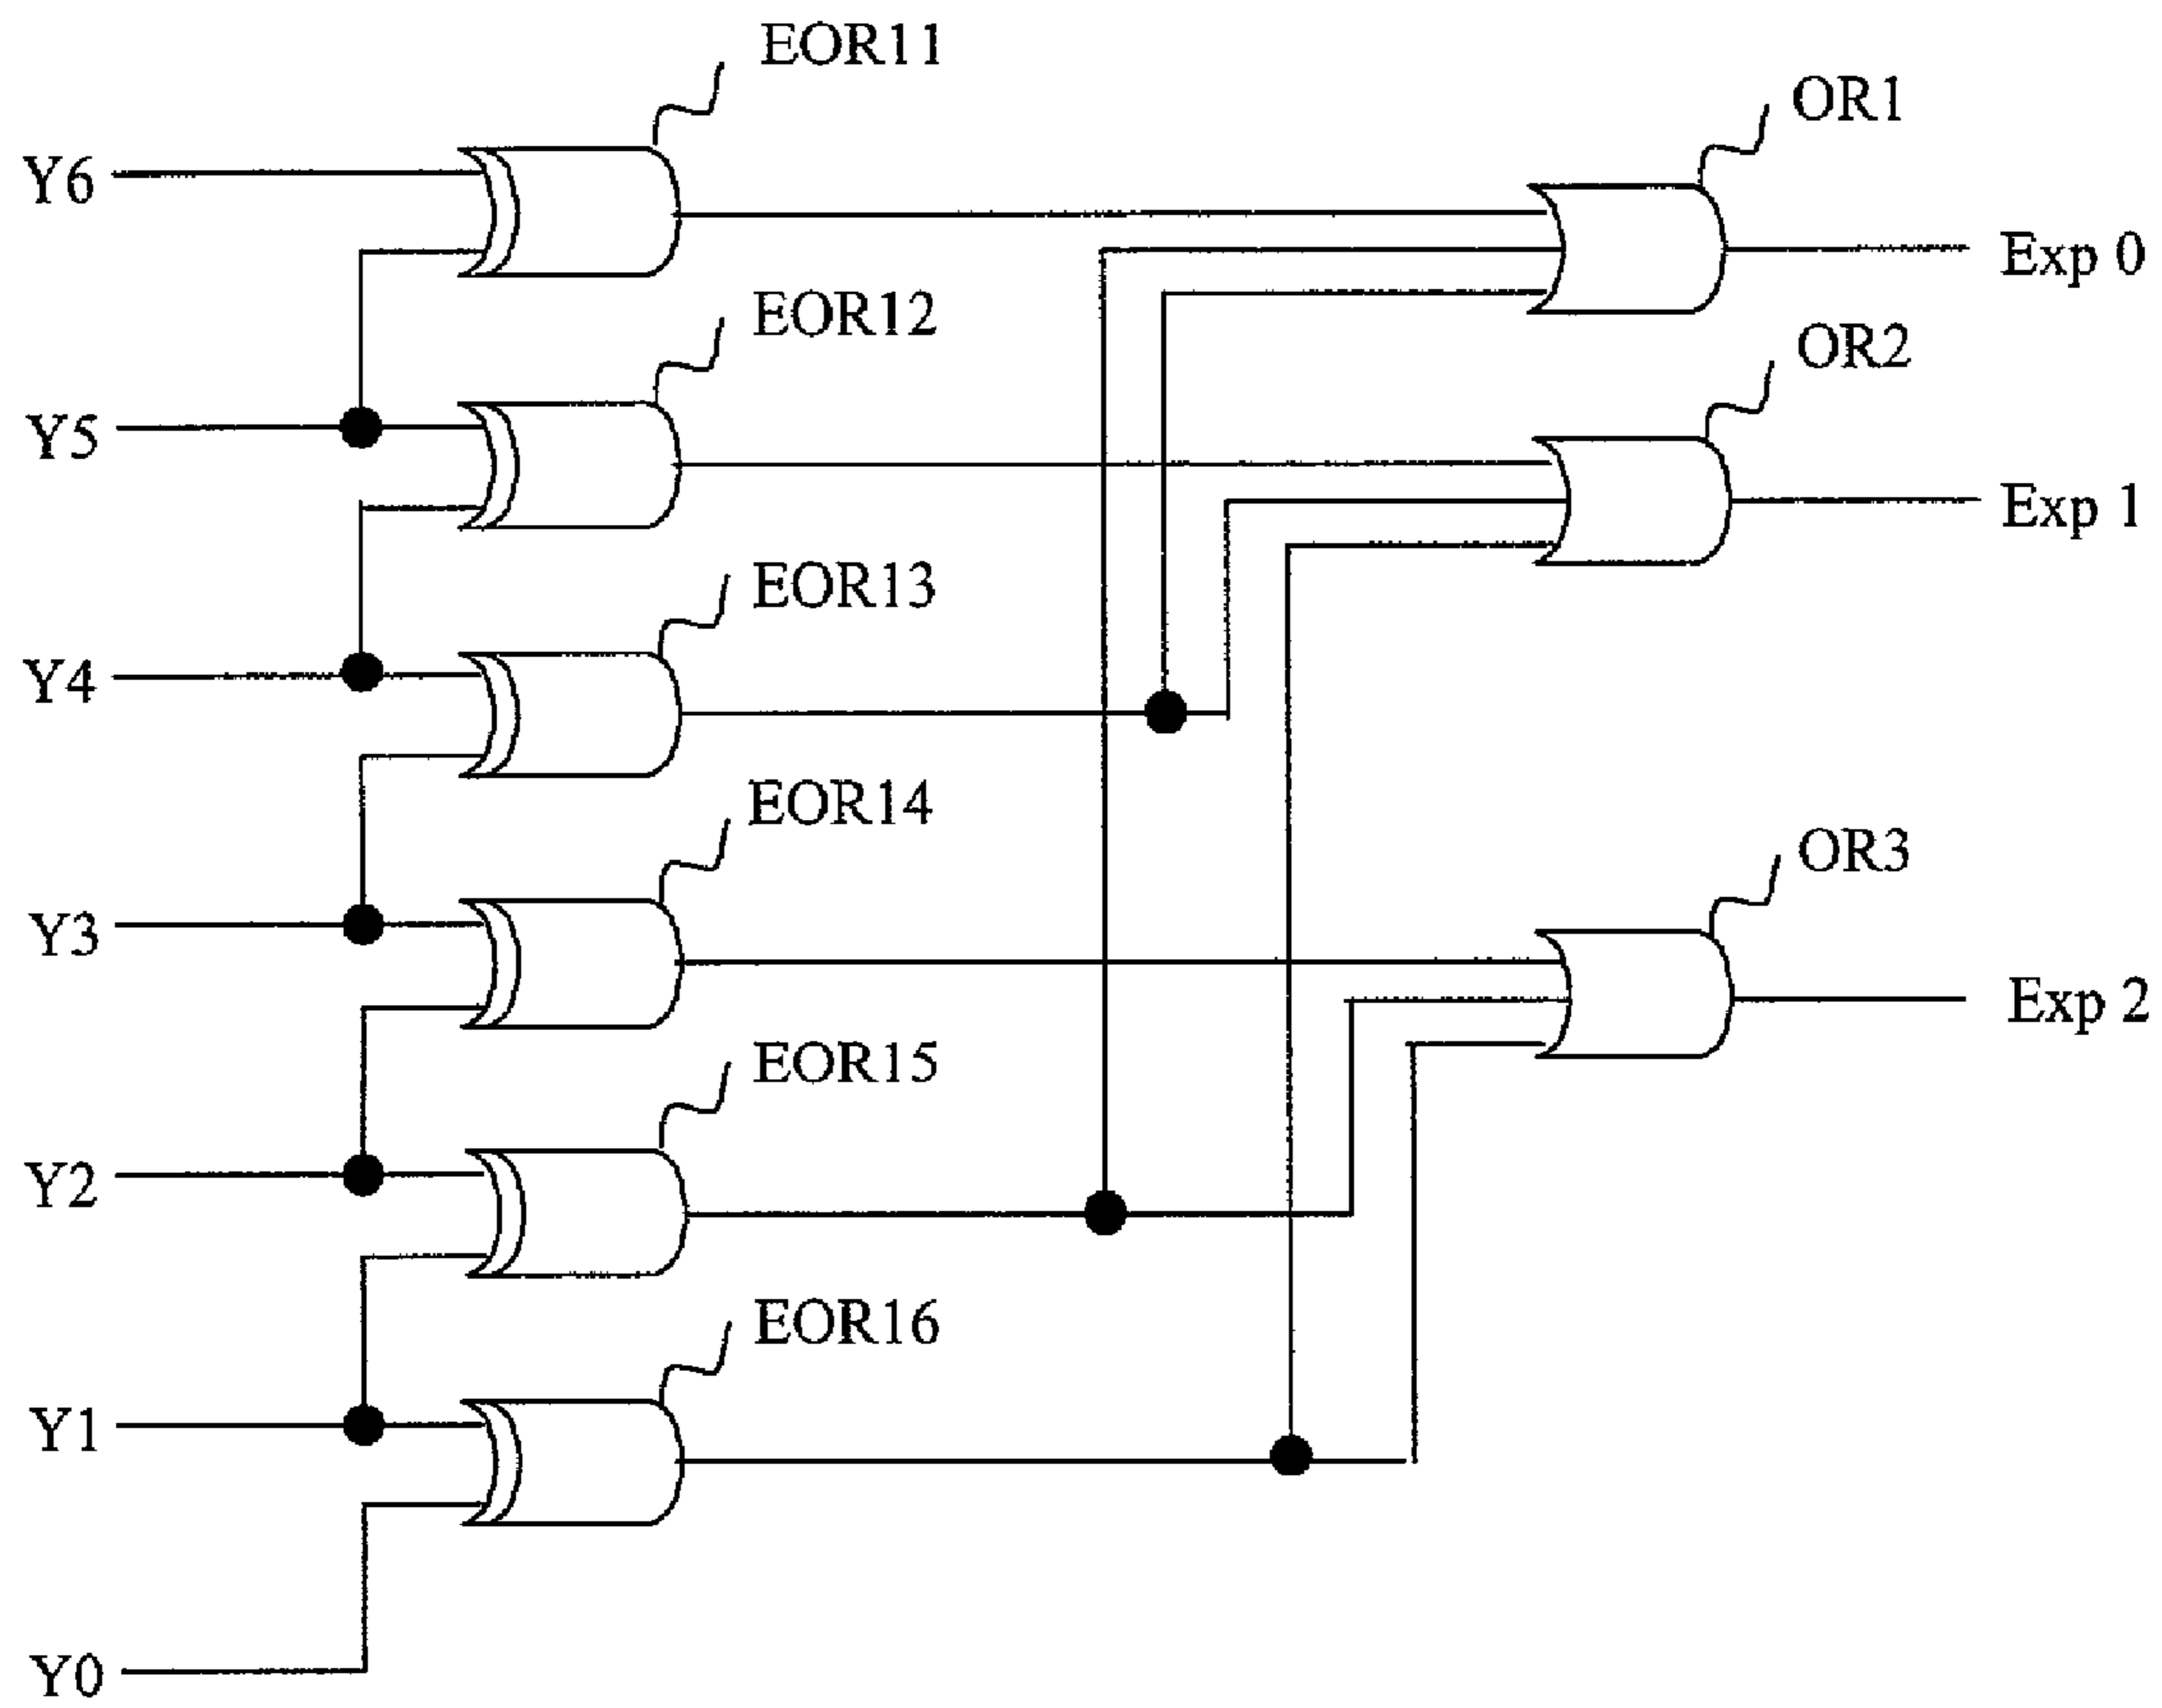 EOR11
OR1
Y6
Exp 0
EOR12
OR2
Y5
Exp 1
EOR13
Y4
EOR14
OR3
Y3
Exp 2
EOR15
Y2
EOR16
Y1
Y0